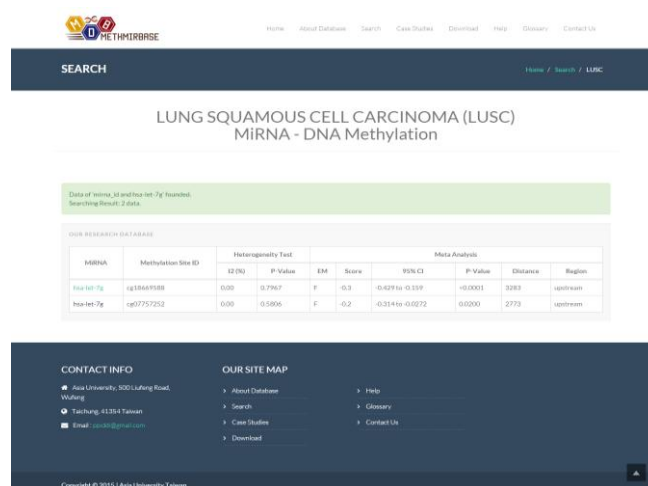 METHMIRBASE
Home About Database Search Case Studies Download Help Glossary Contact Us
SEARCH
Home / Search / LUSC
LUNG SQUAMOUS CELL CARCINOMA (LUSC)
MiRNA - DNA Methylation
Data of 'mirna_id and hsa-let-7g' founded.
Searching Result: 2 data.
OUR RESEARCH DATABASE
MiRNA Methylation Site ID Heterogeneity Test Meta Analysis
I2 (%) P-Value EM Score 95% CI P-Value Distance Region
hsa-let-7g cg18669588 0.00 0.7967 F -0.3 -0.429 to -0.159 <0.0001 3283 upstream
hsa-let-7g cg07757252 0.00 0.5806 F -0.2 -0.314 to -0.0272 0.0200 2773 upstream
CONTACT INFO
Asia University, 500 Liufeng Road,
Wufeng
Taichung, 41354 Taiwan
Email :
OUR SITE MAP
> About Database
> Search
> Case Studies
> Download
> Help
> Glossary
> Contact Us
Copyright © 2015 | Asia University Taiwan